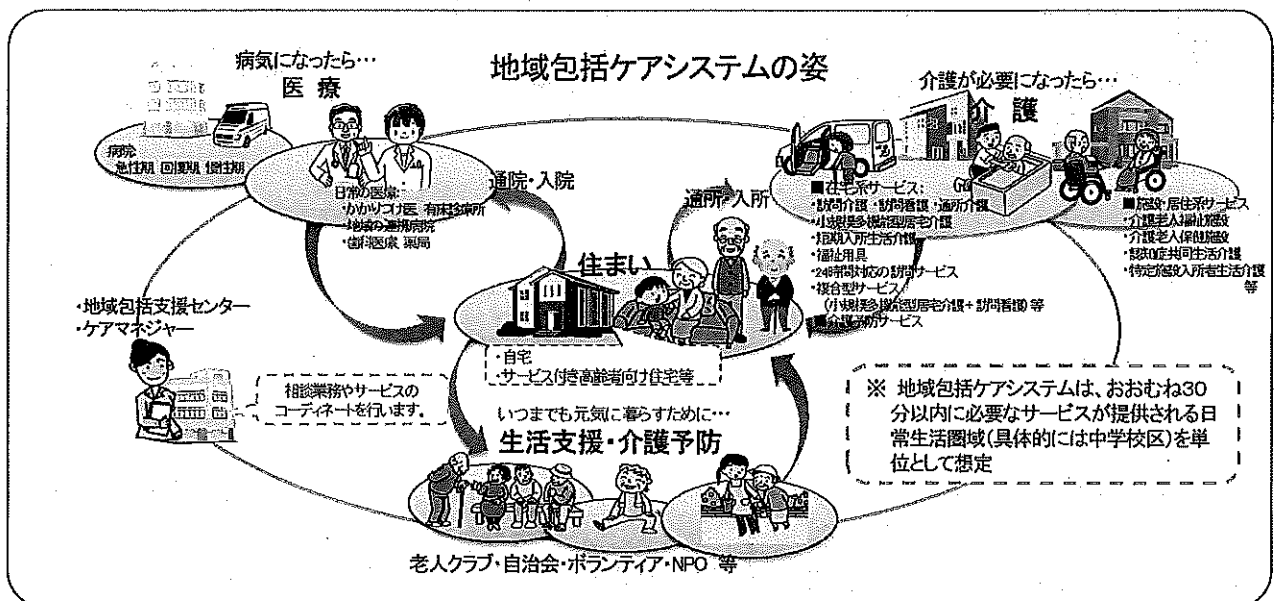 地域包括ケアシステムの姿
病気になったら…
医 療
病院:
急性期 回復期 慢性期
日常の医療:
・かかりつけ医、有床診療所
・地域の連携病院
・歯科医療、薬局
通院・入院
介護が必要になったら…
介 護
通所・入所
■在宅系サービス:
・訪問介護・訪問看護・通所介護
・小規模多機能型居宅介護
・短期入所生活介護
・福祉用具
・24時間対応の訪問サービス
・複合型サービス
(小規模多機能型居宅介護+訪問看護)等
■介護予防サービス
■施設・居住系サービス
・介護老人福祉施設
・介護老人保健施設
・認知症共同生活介護
・特定施設入所者生活介護
等
住まい
・自宅
・サービス付き高齢者向け住宅等
・地域包括支援センター
・ケアマネジャー
相談業務やサービスの
コーディネートを行います。
いつまでも元気に暮らすために…
生活支援・介護予防
老人クラブ・自治会・ボランティア・NPO 等
※ 地域包括ケアシステムは、おおむね30
分以内に必要なサービスが提供される日
常生活圏域(具体的には中学校区)を単
位として想定